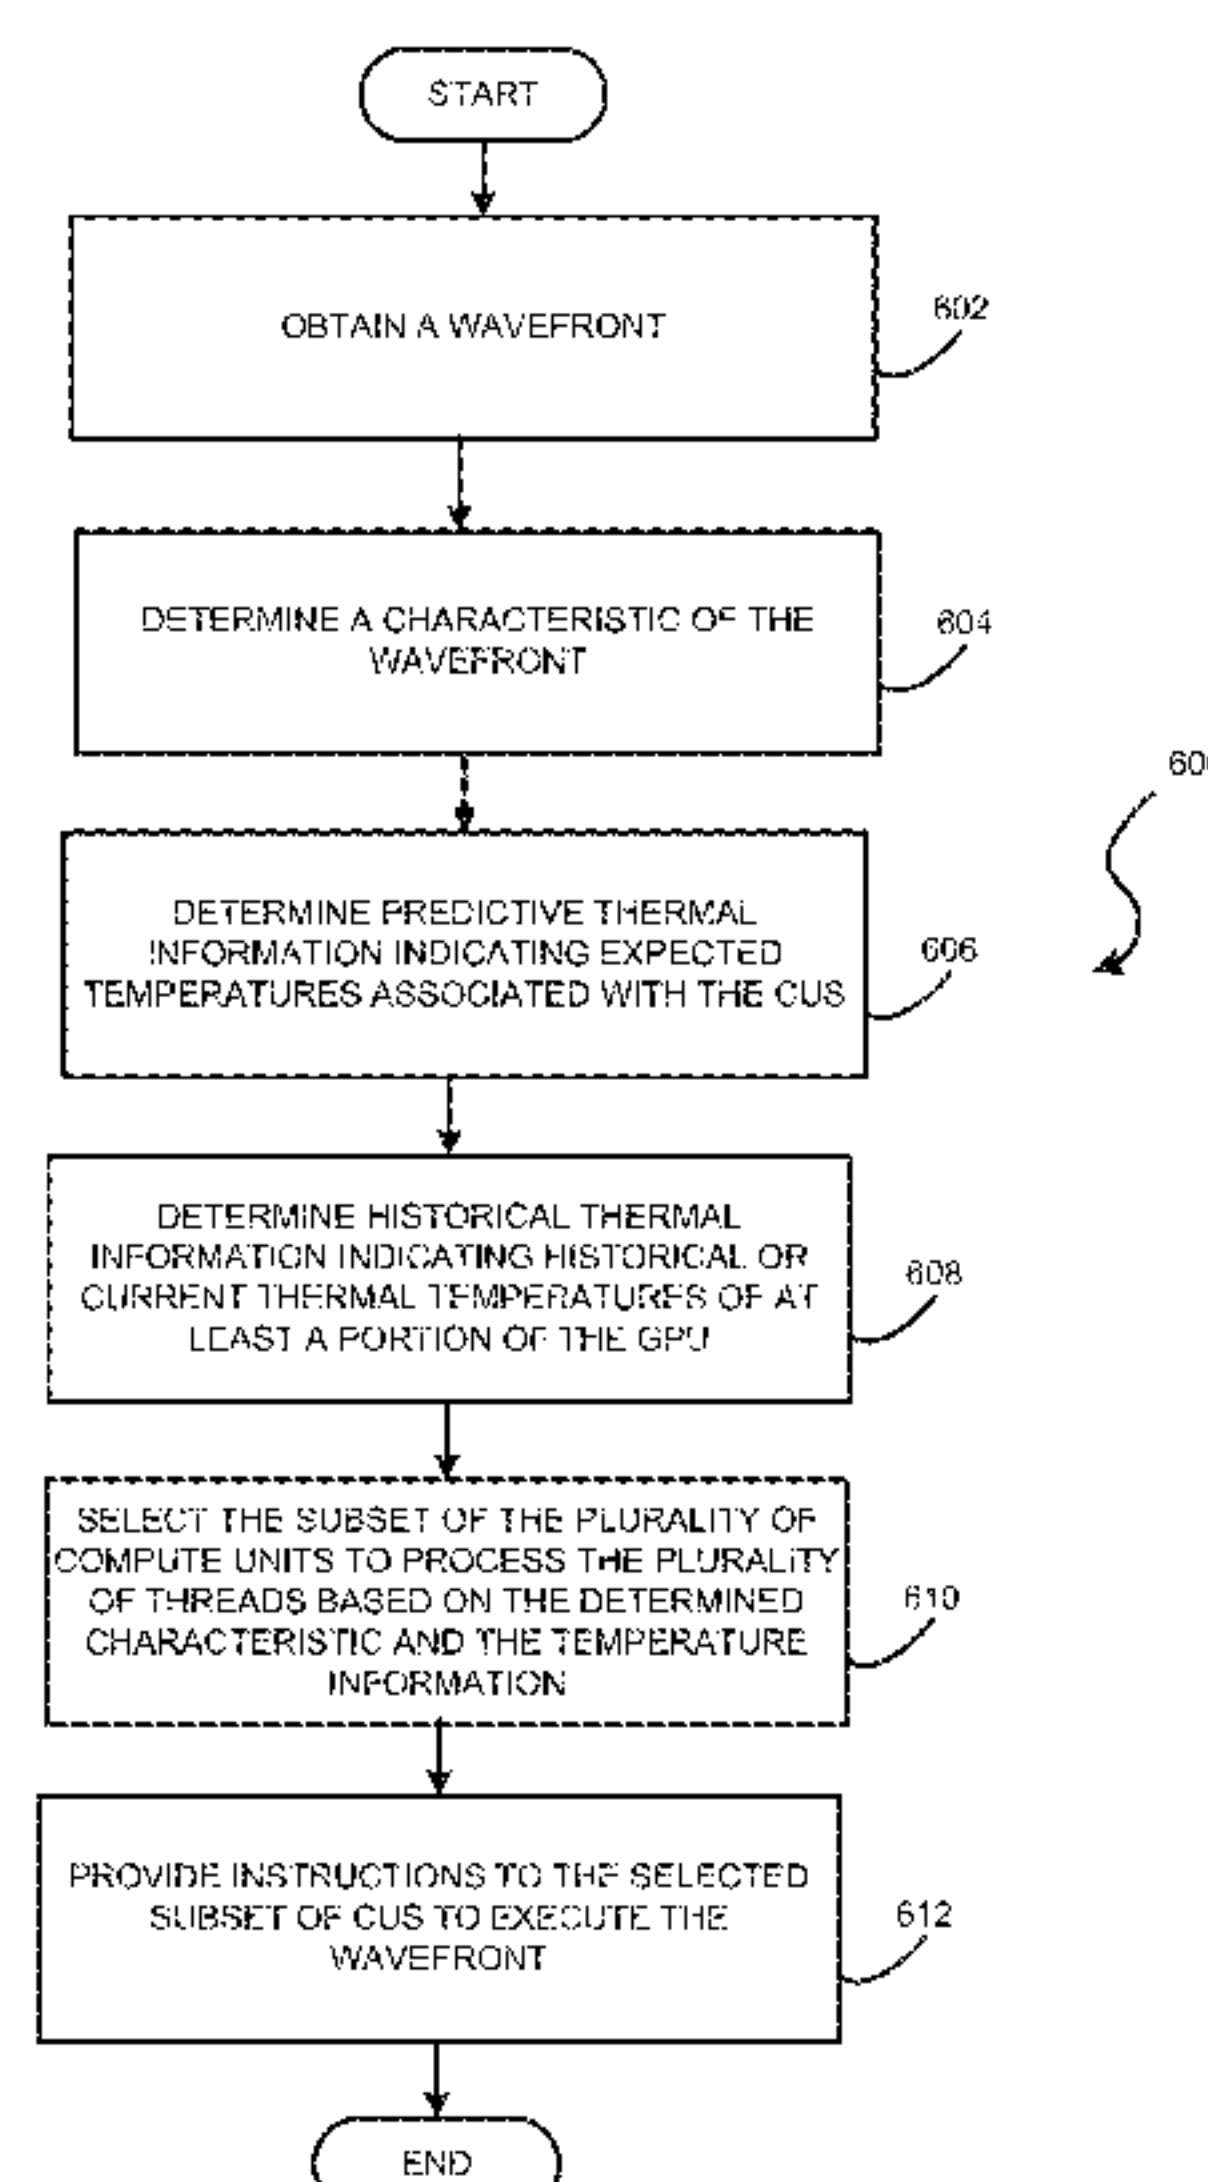 START
OBTAIN A WAVEFRONT
602
DETERMINE A CHARACTERISTIC OF THE
WAVEFRONT
604
600
DETERMINE PREDICTIVE THERMAL
INFORMATION INDICATING EXPECTED
TEMPERATURES ASSOCIATED WITH THE CUS
606
DETERMINE HISTORICAL THERMAL
INFORMATION INDICATING HISTORICAL OR
CURRENT THERMAL TEMPERATURES OF AT
LEAST A PORTION OF THE GPU
608
SELECT THE SUBSET OF THE PLURALITY OF
COMPUTE UNITS TO PROCESS THE PLURALITY
OF THREADS BASED ON THE DETERMINED
CHARACTERISTIC AND THE TEMPERATURE
INFORMATION
610
PROVIDE INSTRUCTIONS TO THE SELECTED
SUBSET OF CUS TO EXECUTE THE
WAVEFRONT
612
END